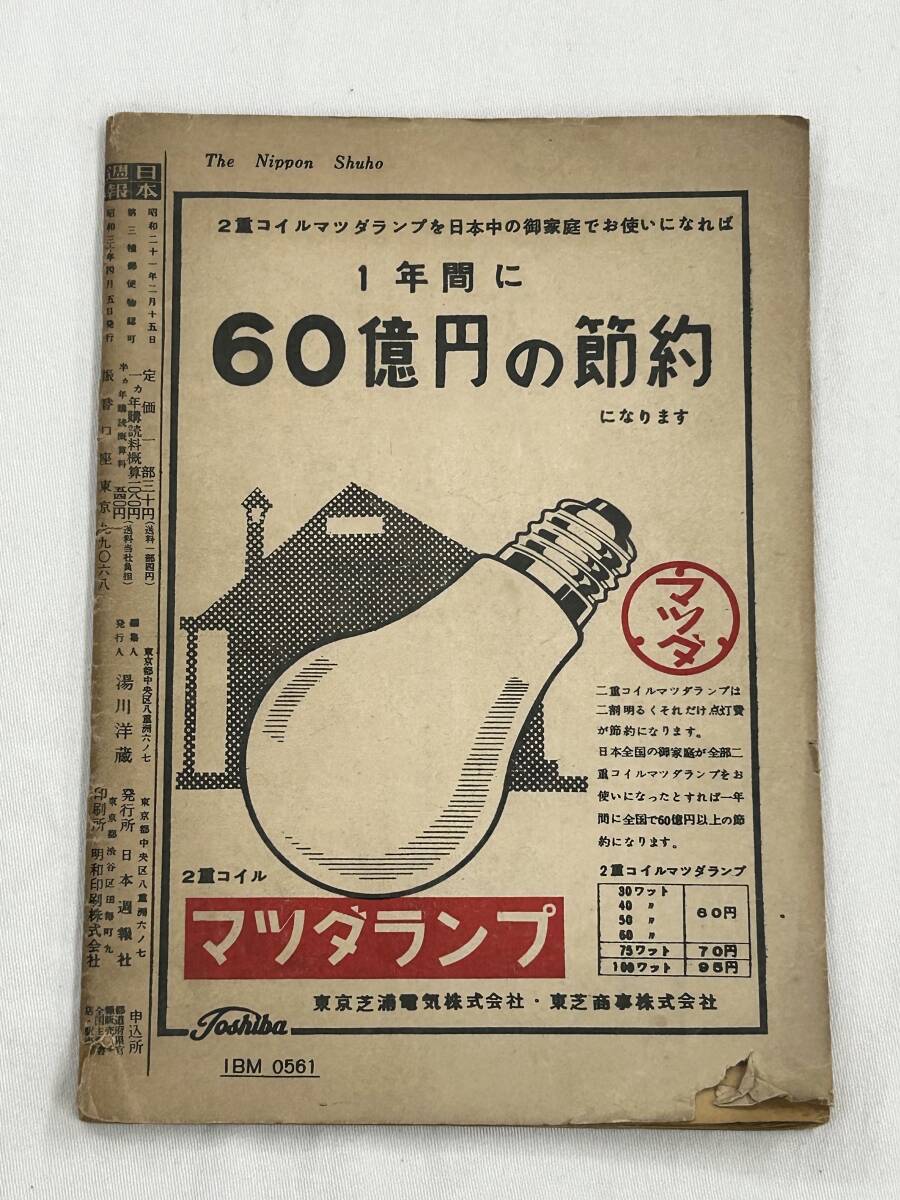 The Nippon Shuho
2重コイルマツダランプを日本中の御家庭でお使いになれば
1年間に
60億円の節約
になります
マツダ
二重コイルマツダランプは
二割明るくそれだけ点灯費
が節約になります。
日本全国の御家庭が全部二
重コイルマツダランプをお
使いになったとすれば一年
間に全国で60億円以上の節
約になります。
2重コイルマツダランプ
30ワット
40 〃
50 〃
60 〃
60円
75ワット 70円
100ワット 95円
2重コイル
マツダランプ
東京芝浦電気株式会社・東芝商事株式会社
Toshiba
IBM 0561
日本
週報
昭和二十一年二月十五日
第三種郵便物認可
昭和三十年四月五日発行
定価一部三十円(送料一部四円)
一ヵ年購読料概算一〇八〇円
半ヵ年購読概算料 五四〇円(送料当社負担)
振替口座東京 九〇六八
東京都中央区八重洲六ノ七
編集人
発行人
湯川洋蔵
東京都中央区八重洲六ノ七
発行所 日本週報社
東京都渋谷区田毎町九
印刷所 明和印刷株式会社
申込所
都道府県官